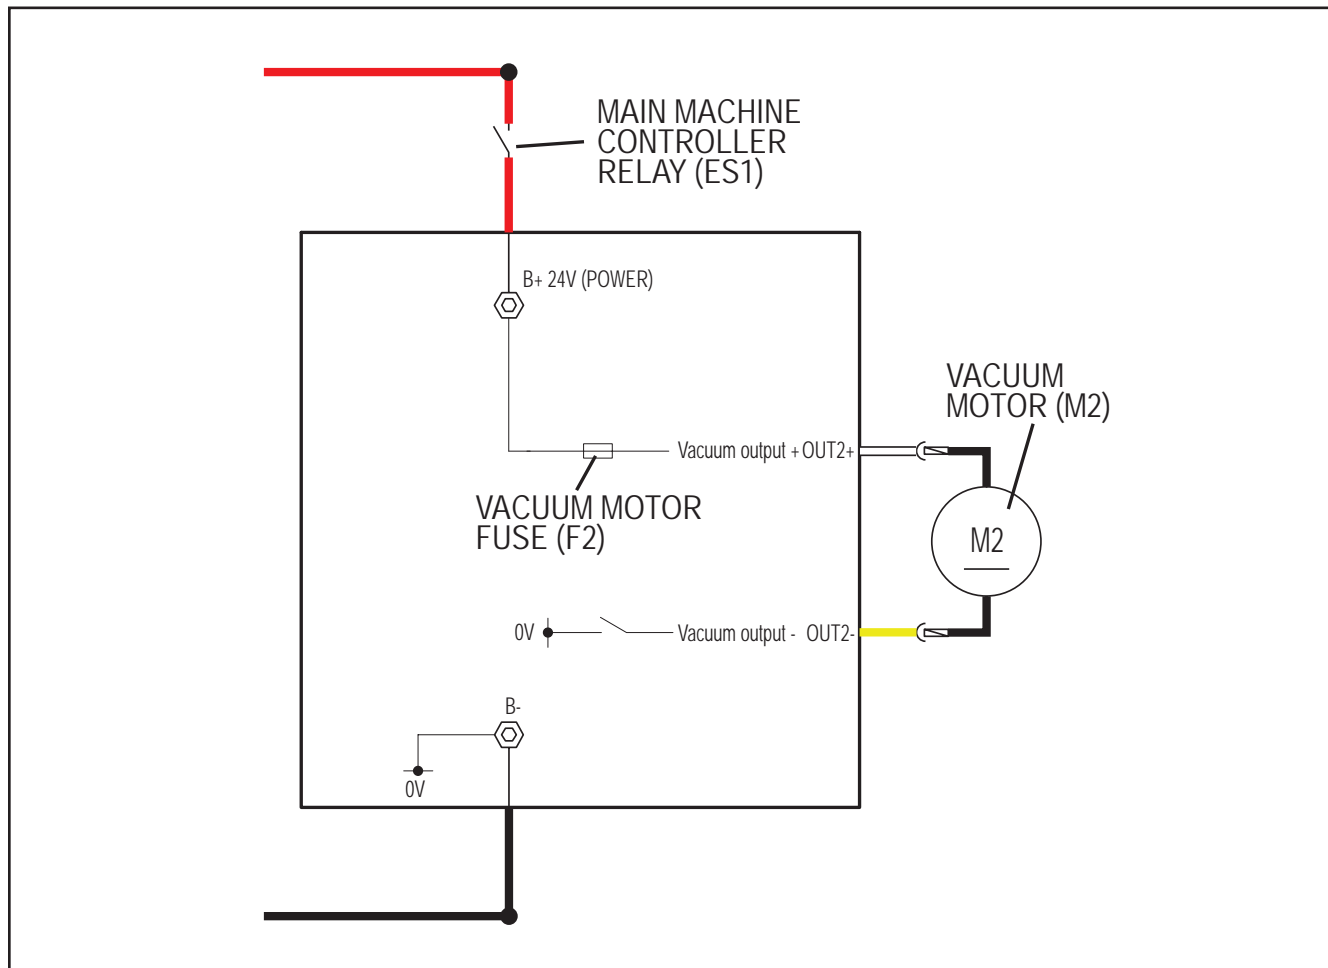 MAIN MACHINE
CONTROLLER
RELAY (ES1)
B+ 24V (POWER)
VACUUM
MOTOR (M2)
Vacuum output + OUT2+
VACUUM MOTOR
FUSE (F2)
M2
0V
Vacuum output - OUT2-
B-
0V